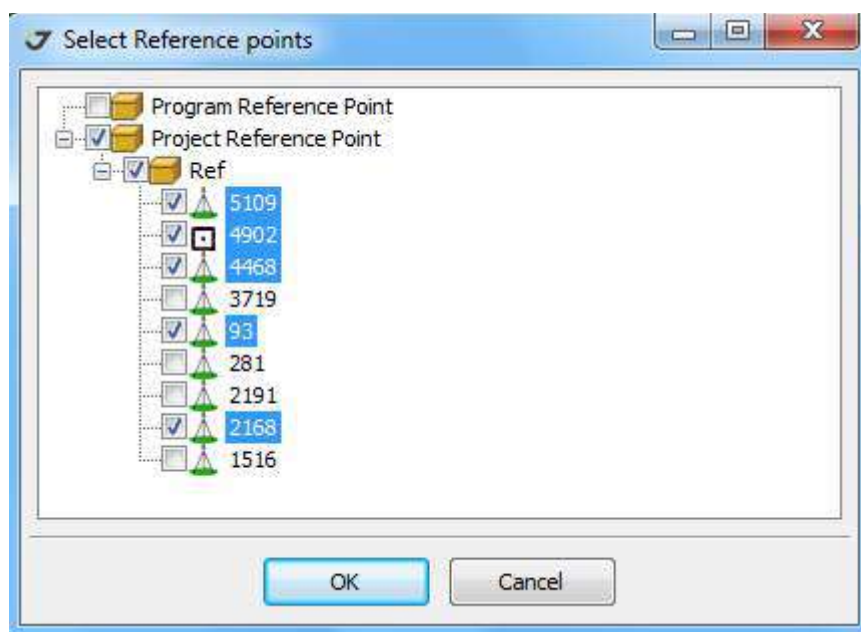 Select Reference points
Program Reference Point
Project Reference Point
Ref
5109
4902
4468
3719
93
281
2191
2168
1516
OK Cancel